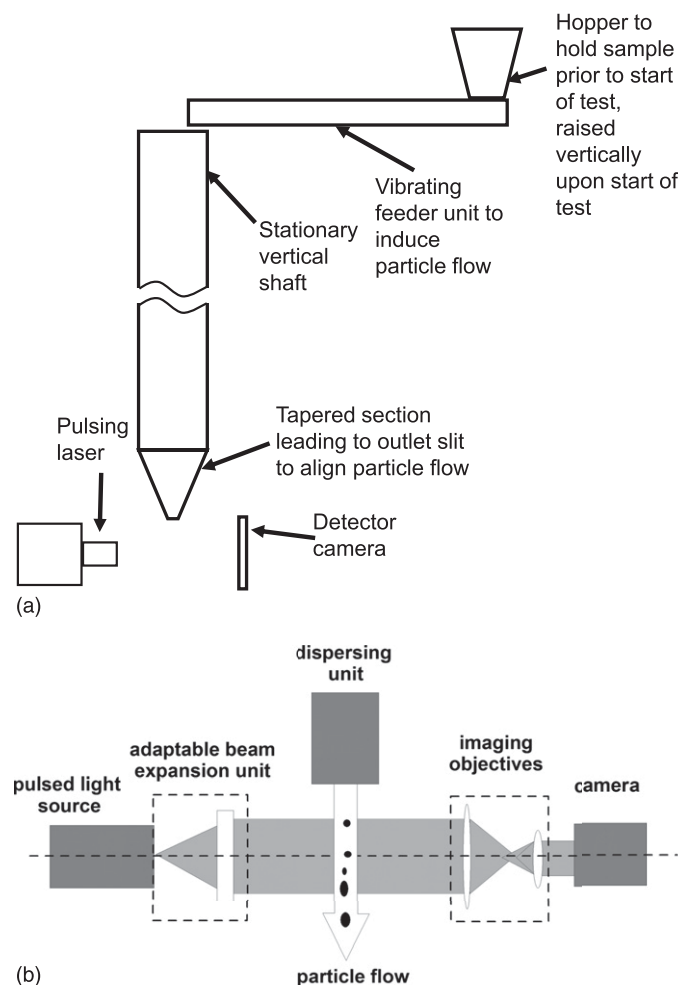 Hopper to
hold sample
prior to start
of test,
raised
vertically
upon start of
test
Vibrating
feeder unit to
induce
particle flow
Stationary
vertical
shaft
Tapered section
leading to outlet slit
to align particle flow
Pulsing
laser
Detector
camera
(a)
dispersing
unit
adaptable beam
expansion unit
imaging
objectives
pulsed light
source
camera
particle flow
(b)